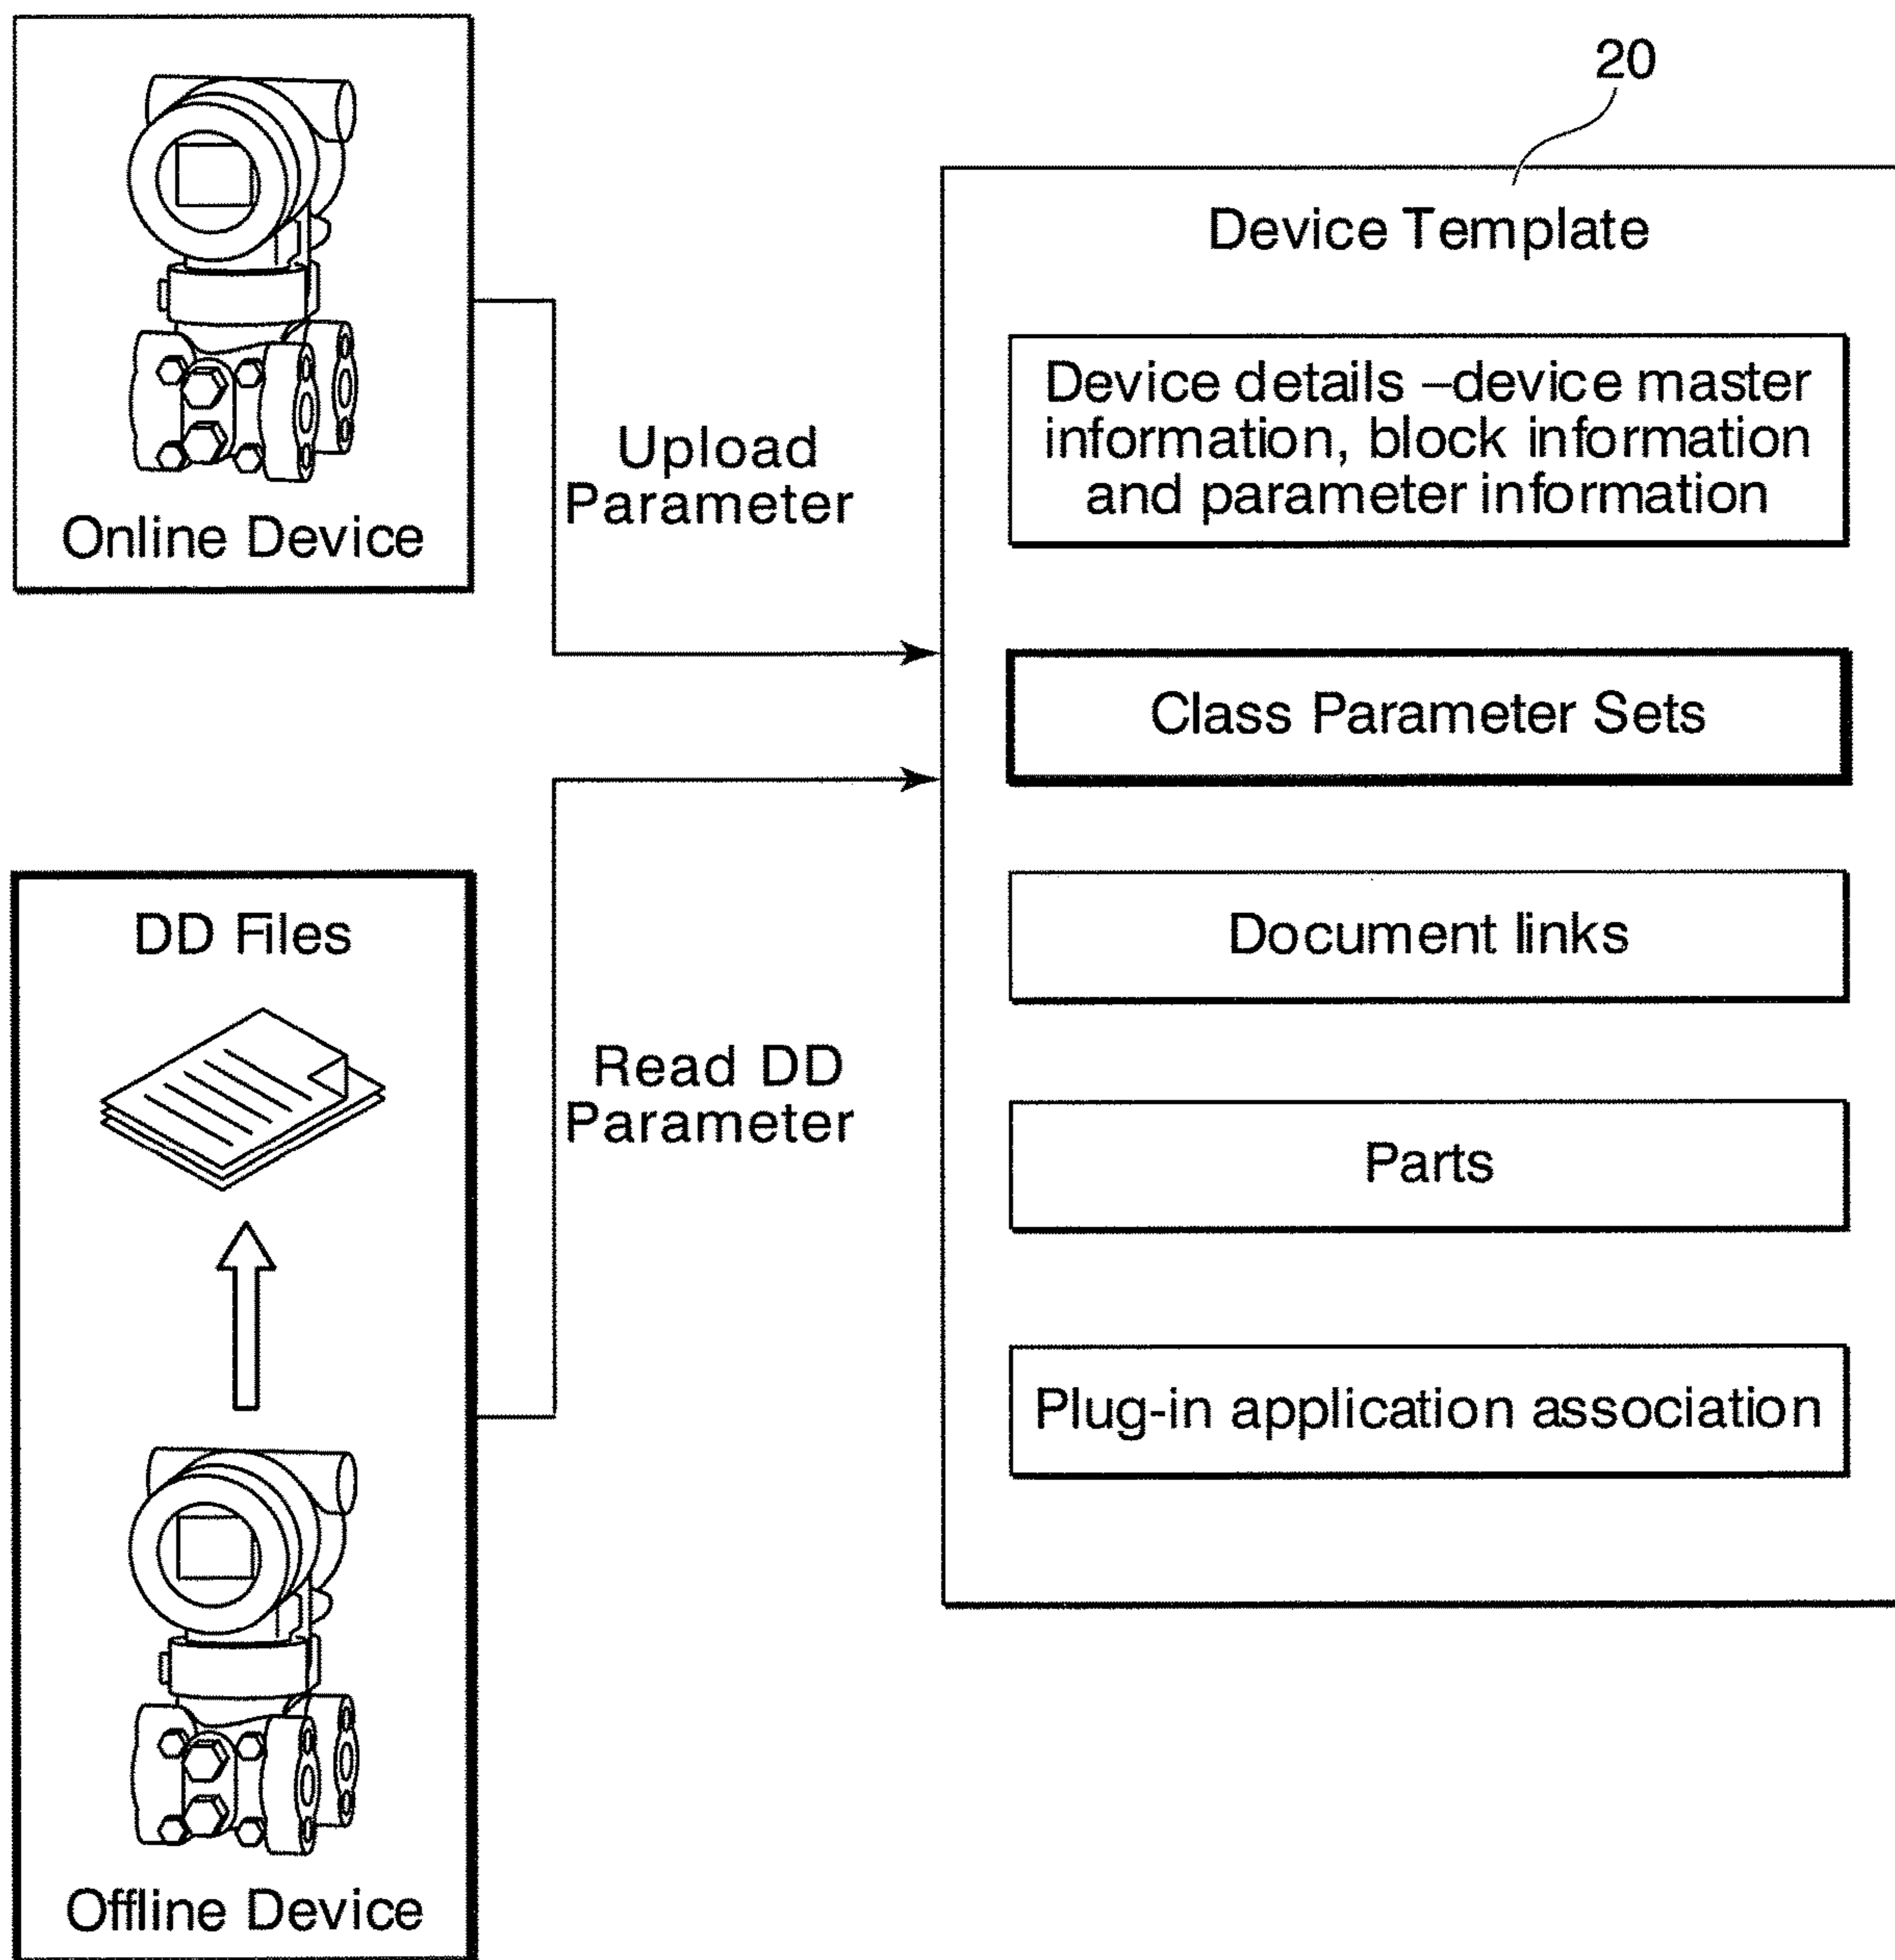 Online Device
Upload
Parameter
DD Files
Offline Device
Read DD
Parameter
20
Device Template
Device details –device master
information, block information
and parameter information
Class Parameter Sets
Document links
Parts
Plug-in application association